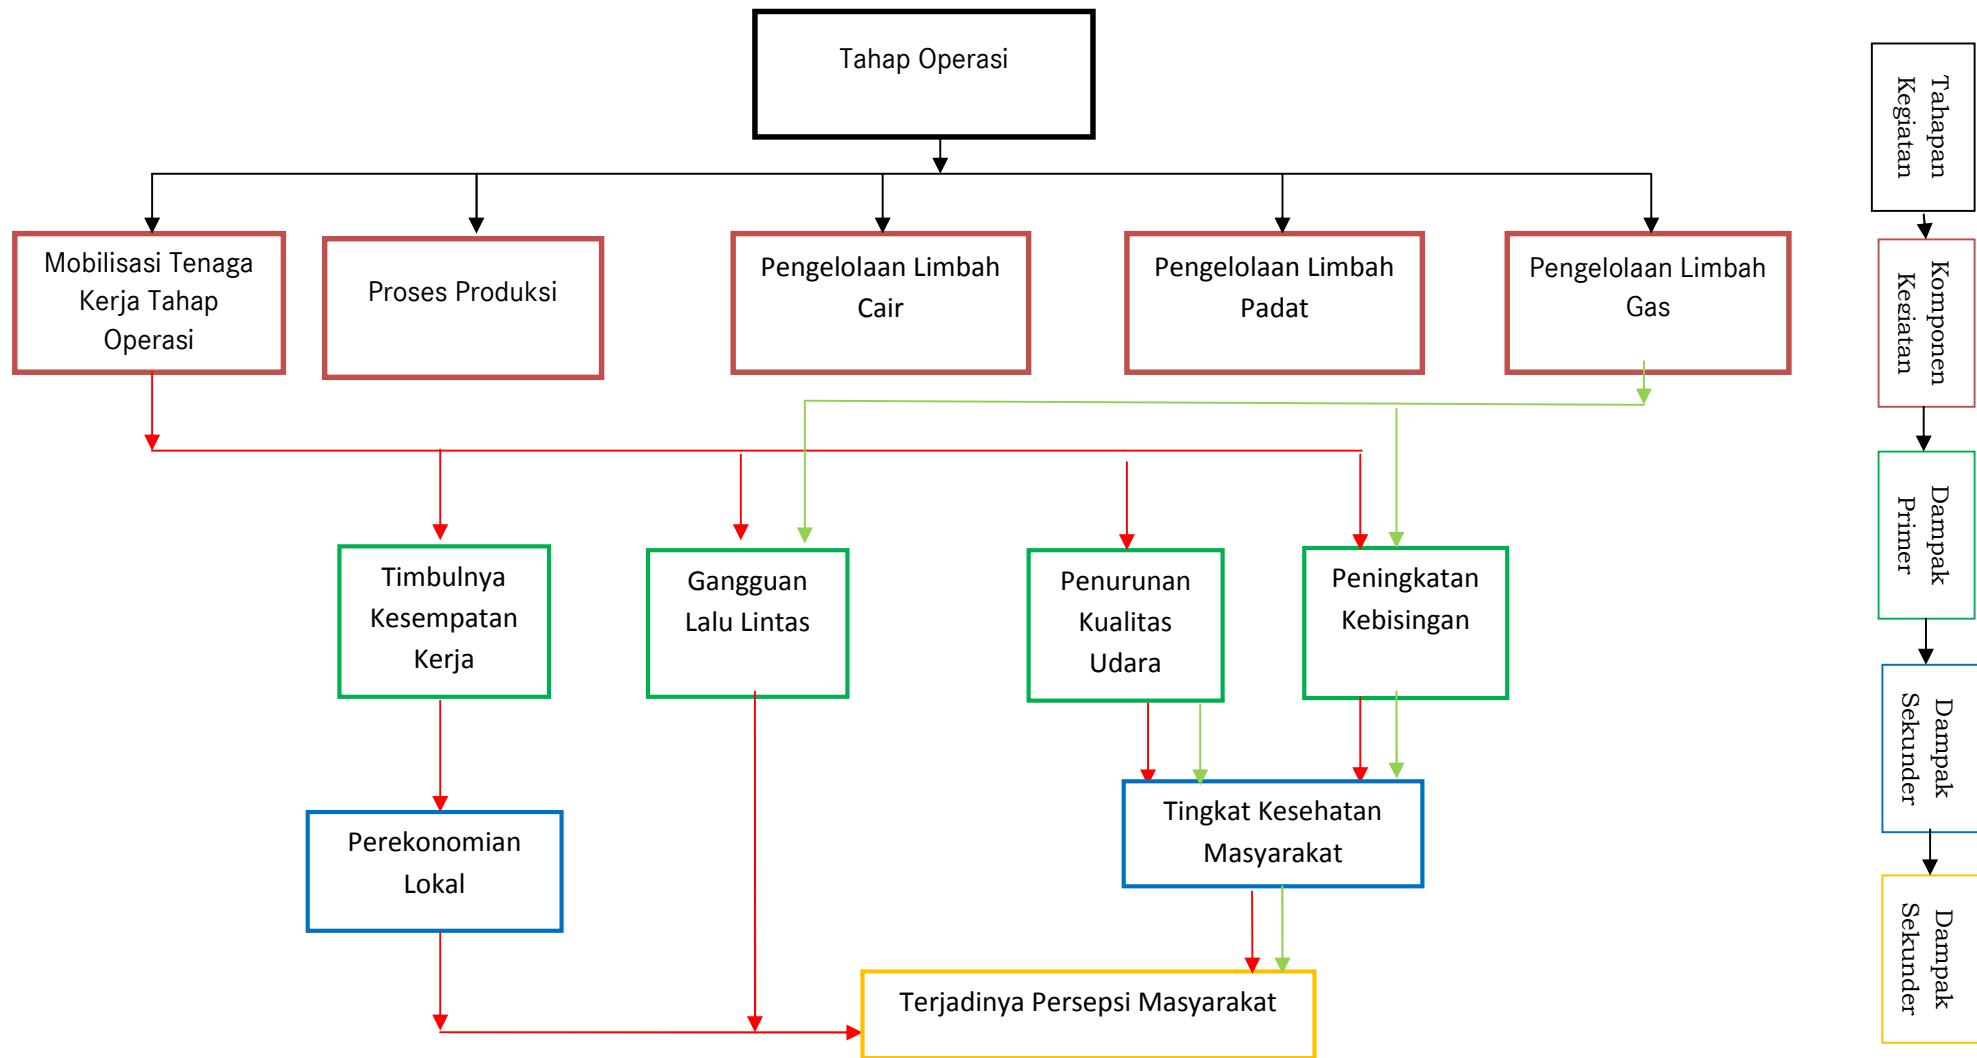 Tahap Operasi
Mobilisasi Tenaga
Kerja Tahap
Operasi
Proses Produksi
Pengelolaan Limbah
Cair
Pengelolaan Limbah
Padat
Pengelolaan Limbah
Gas
Timbulnya
Kesempatan
Kerja
Gangguan
Lalu Lintas
Penurunan
Kualitas
Udara
Peningkatan
Kebisingan
Perekonomian
Lokal
Tingkat Kesehatan
Masyarakat
Terjadinya Persepsi Masyarakat
Tahapan
Kegiatan
Komponen
Kegiatan
Dampak
Primer
Dampak
Sekunder
Dampak
Sekunder